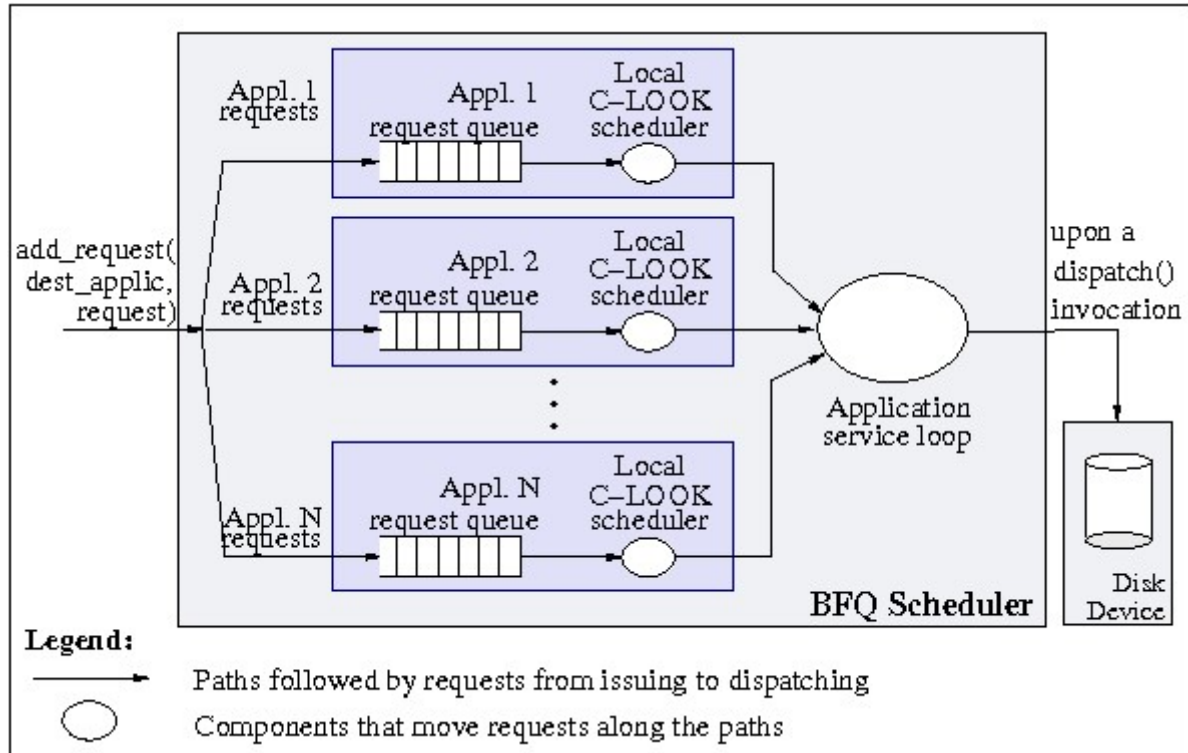 Appl. 1
requests
Appl. 1
request queue
Local
C–LOOK
scheduler
add_request(
dest_applic,
request)
Appl. 2
requests
Appl. 2
request queue
Local
C–LOOK
scheduler
upon a
dispatch()
invocation
Application
service loop
Appl. N
requests
Appl. N
request queue
Local
C–LOOK
scheduler
BFQ Scheduler
Disk
Device
Legend:
Paths followed by requests from issuing to dispatching
Components that move requests along the paths